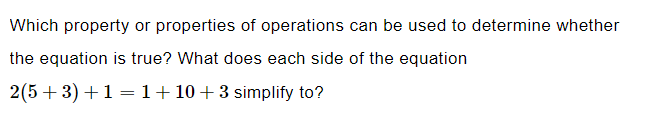 Which property or properties of operations can be used to determine whether
the equation is true? What does each side of the equation
2(5 + 3) + 1 = 1 + 10 + 3 simplify to?